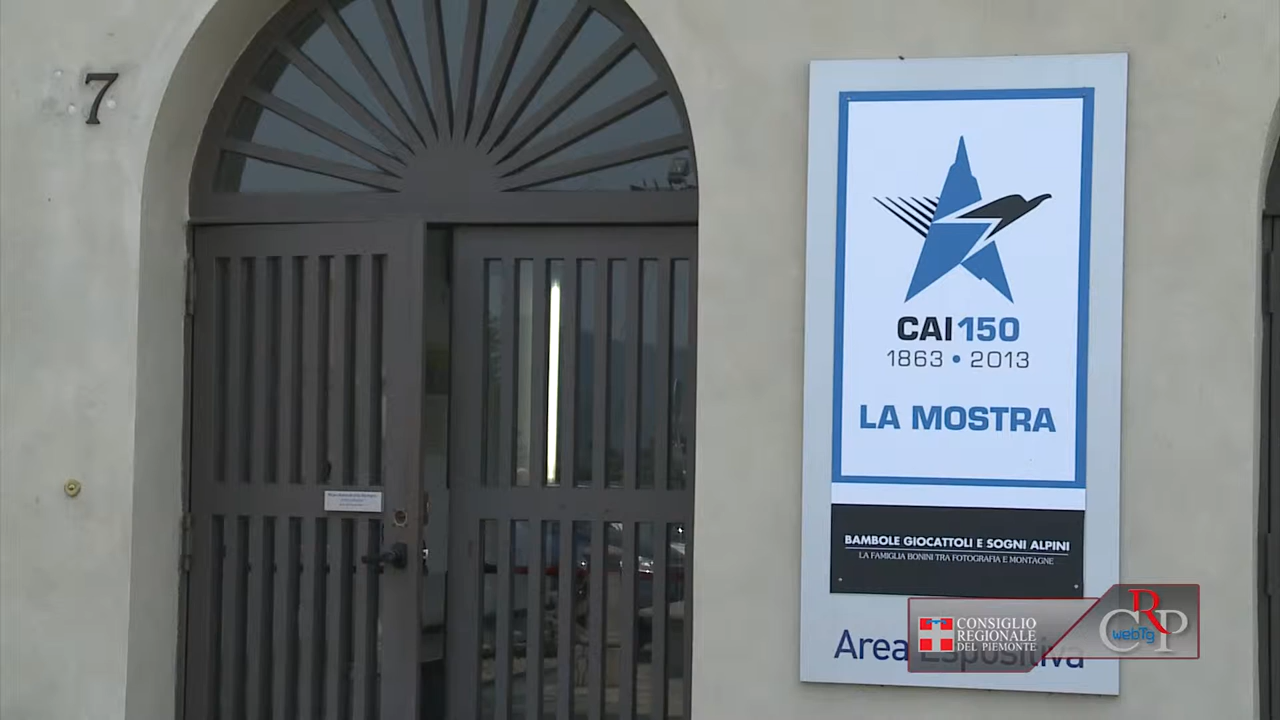 7
CAI 150
1863 • 2013
LA MOSTRA
BAMBOLE GIOCATTOLI E SOGNI ALPINI
LA FAMIGLIA BONINI TRA FOTOGRAFIA E MONTAGNE
Area Espositiva
CONSIGLIO
REGIONALE
DEL PIEMONTE
CRP
webTg